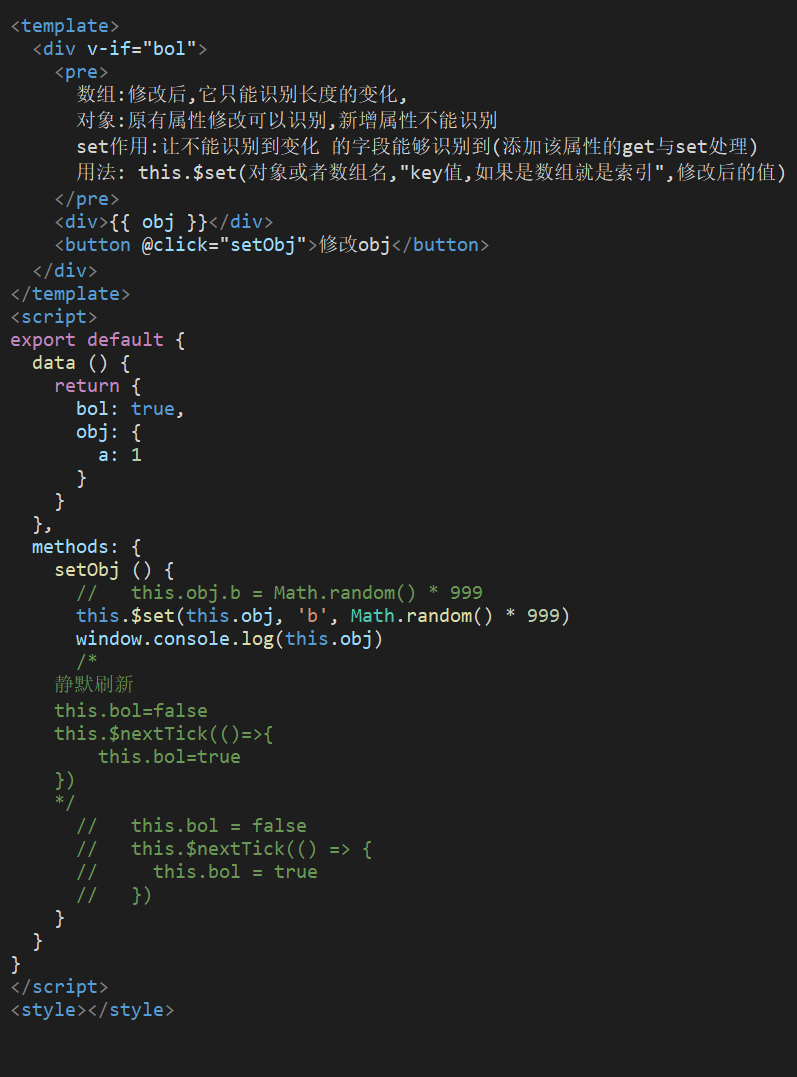 <template>
  <div v-if="bol">
    <pre>
      数组:修改后,它只能识别长度的变化,
      对象:原有属性修改可以识别,新增属性不能识别
      set作用:让不能识别到变化 的字段能够识别到(添加该属性的get与set处理)
      用法: this.$set(对象或者数组名,"key值,如果是数组就是索引",修改后的值)
    </pre>
    <div>{{ obj }}</div>
    <button @click="setObj">修改obj</button>
  </div>
</template>
<script>
export default {
  data () {
    return {
      bol: true,
      obj: {
        a: 1
      }
    }
  },
  methods: {
    setObj () {
      //   this.obj.b = Math.random() * 999
      this.$set(this.obj, 'b', Math.random() * 999)
      window.console.log(this.obj)
      /*
    静默刷新
    this.bol=false
    this.$nextTick(()=>{
        this.bol=true
    })
    */
      //   this.bol = false
      //   this.$nextTick(() => {
      //     this.bol = true
      //   })
    }
  }
}
</script>
<style></style>